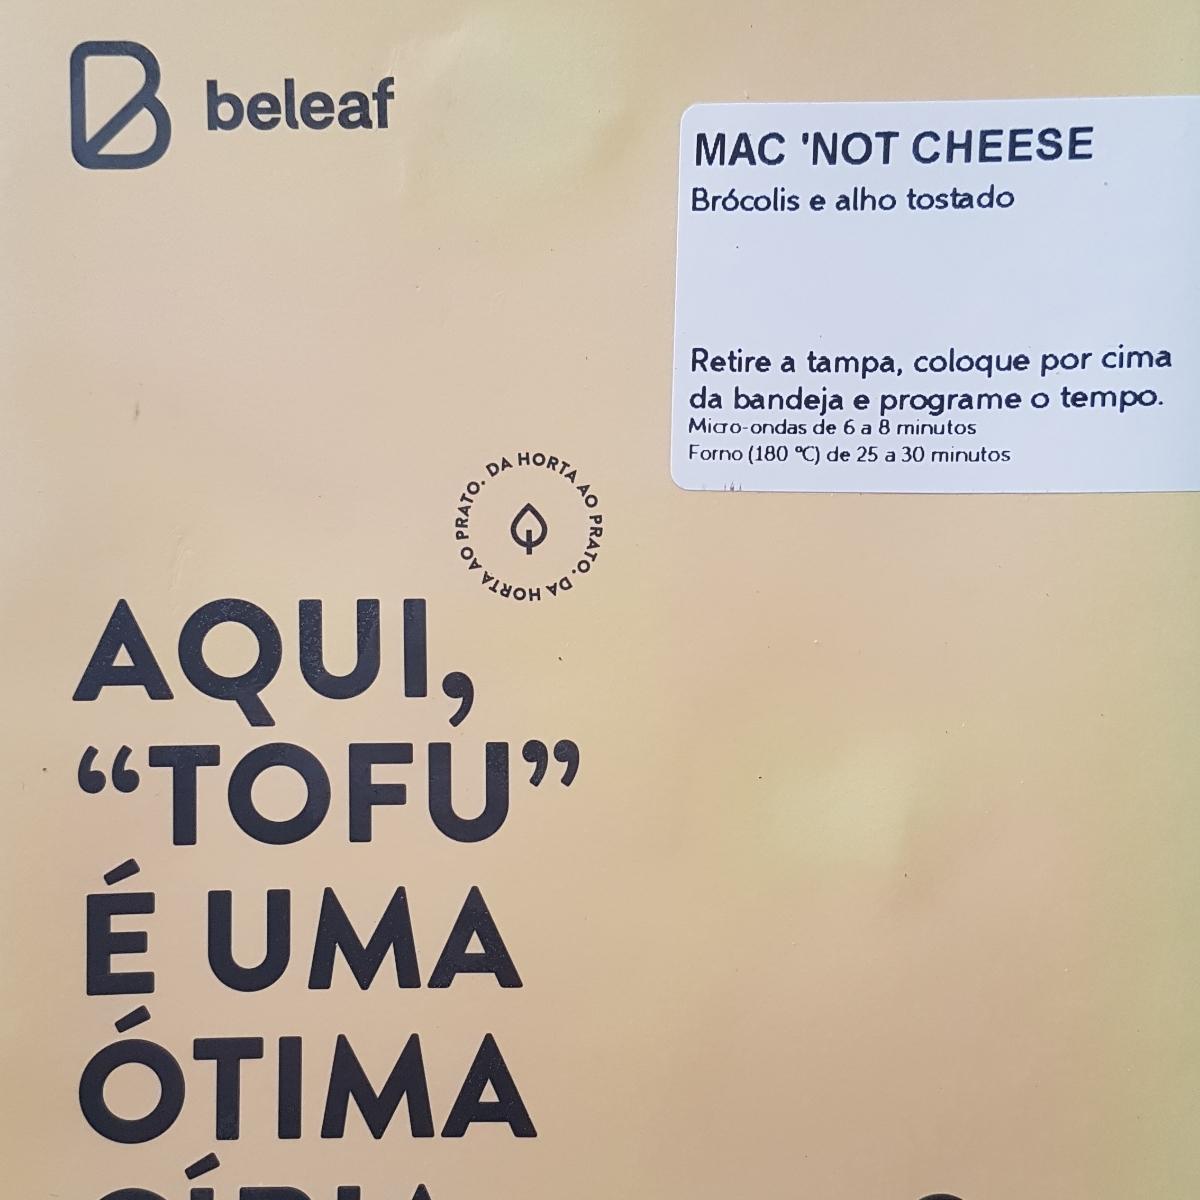 beleaf
MAC 'NOT CHEESE
Brócolis e alho tostado
Retire a tampa, coloque por cima
da bandeja e programe o tempo.
Micro-ondas de 6 a 8 minutos
Forno (180 ºC) de 25 a 30 minutos
DA HORTA AO PRATO. DA HORTA AO PRATO.
AQUI,
“TOFU”
É UMA
ÓTIMA